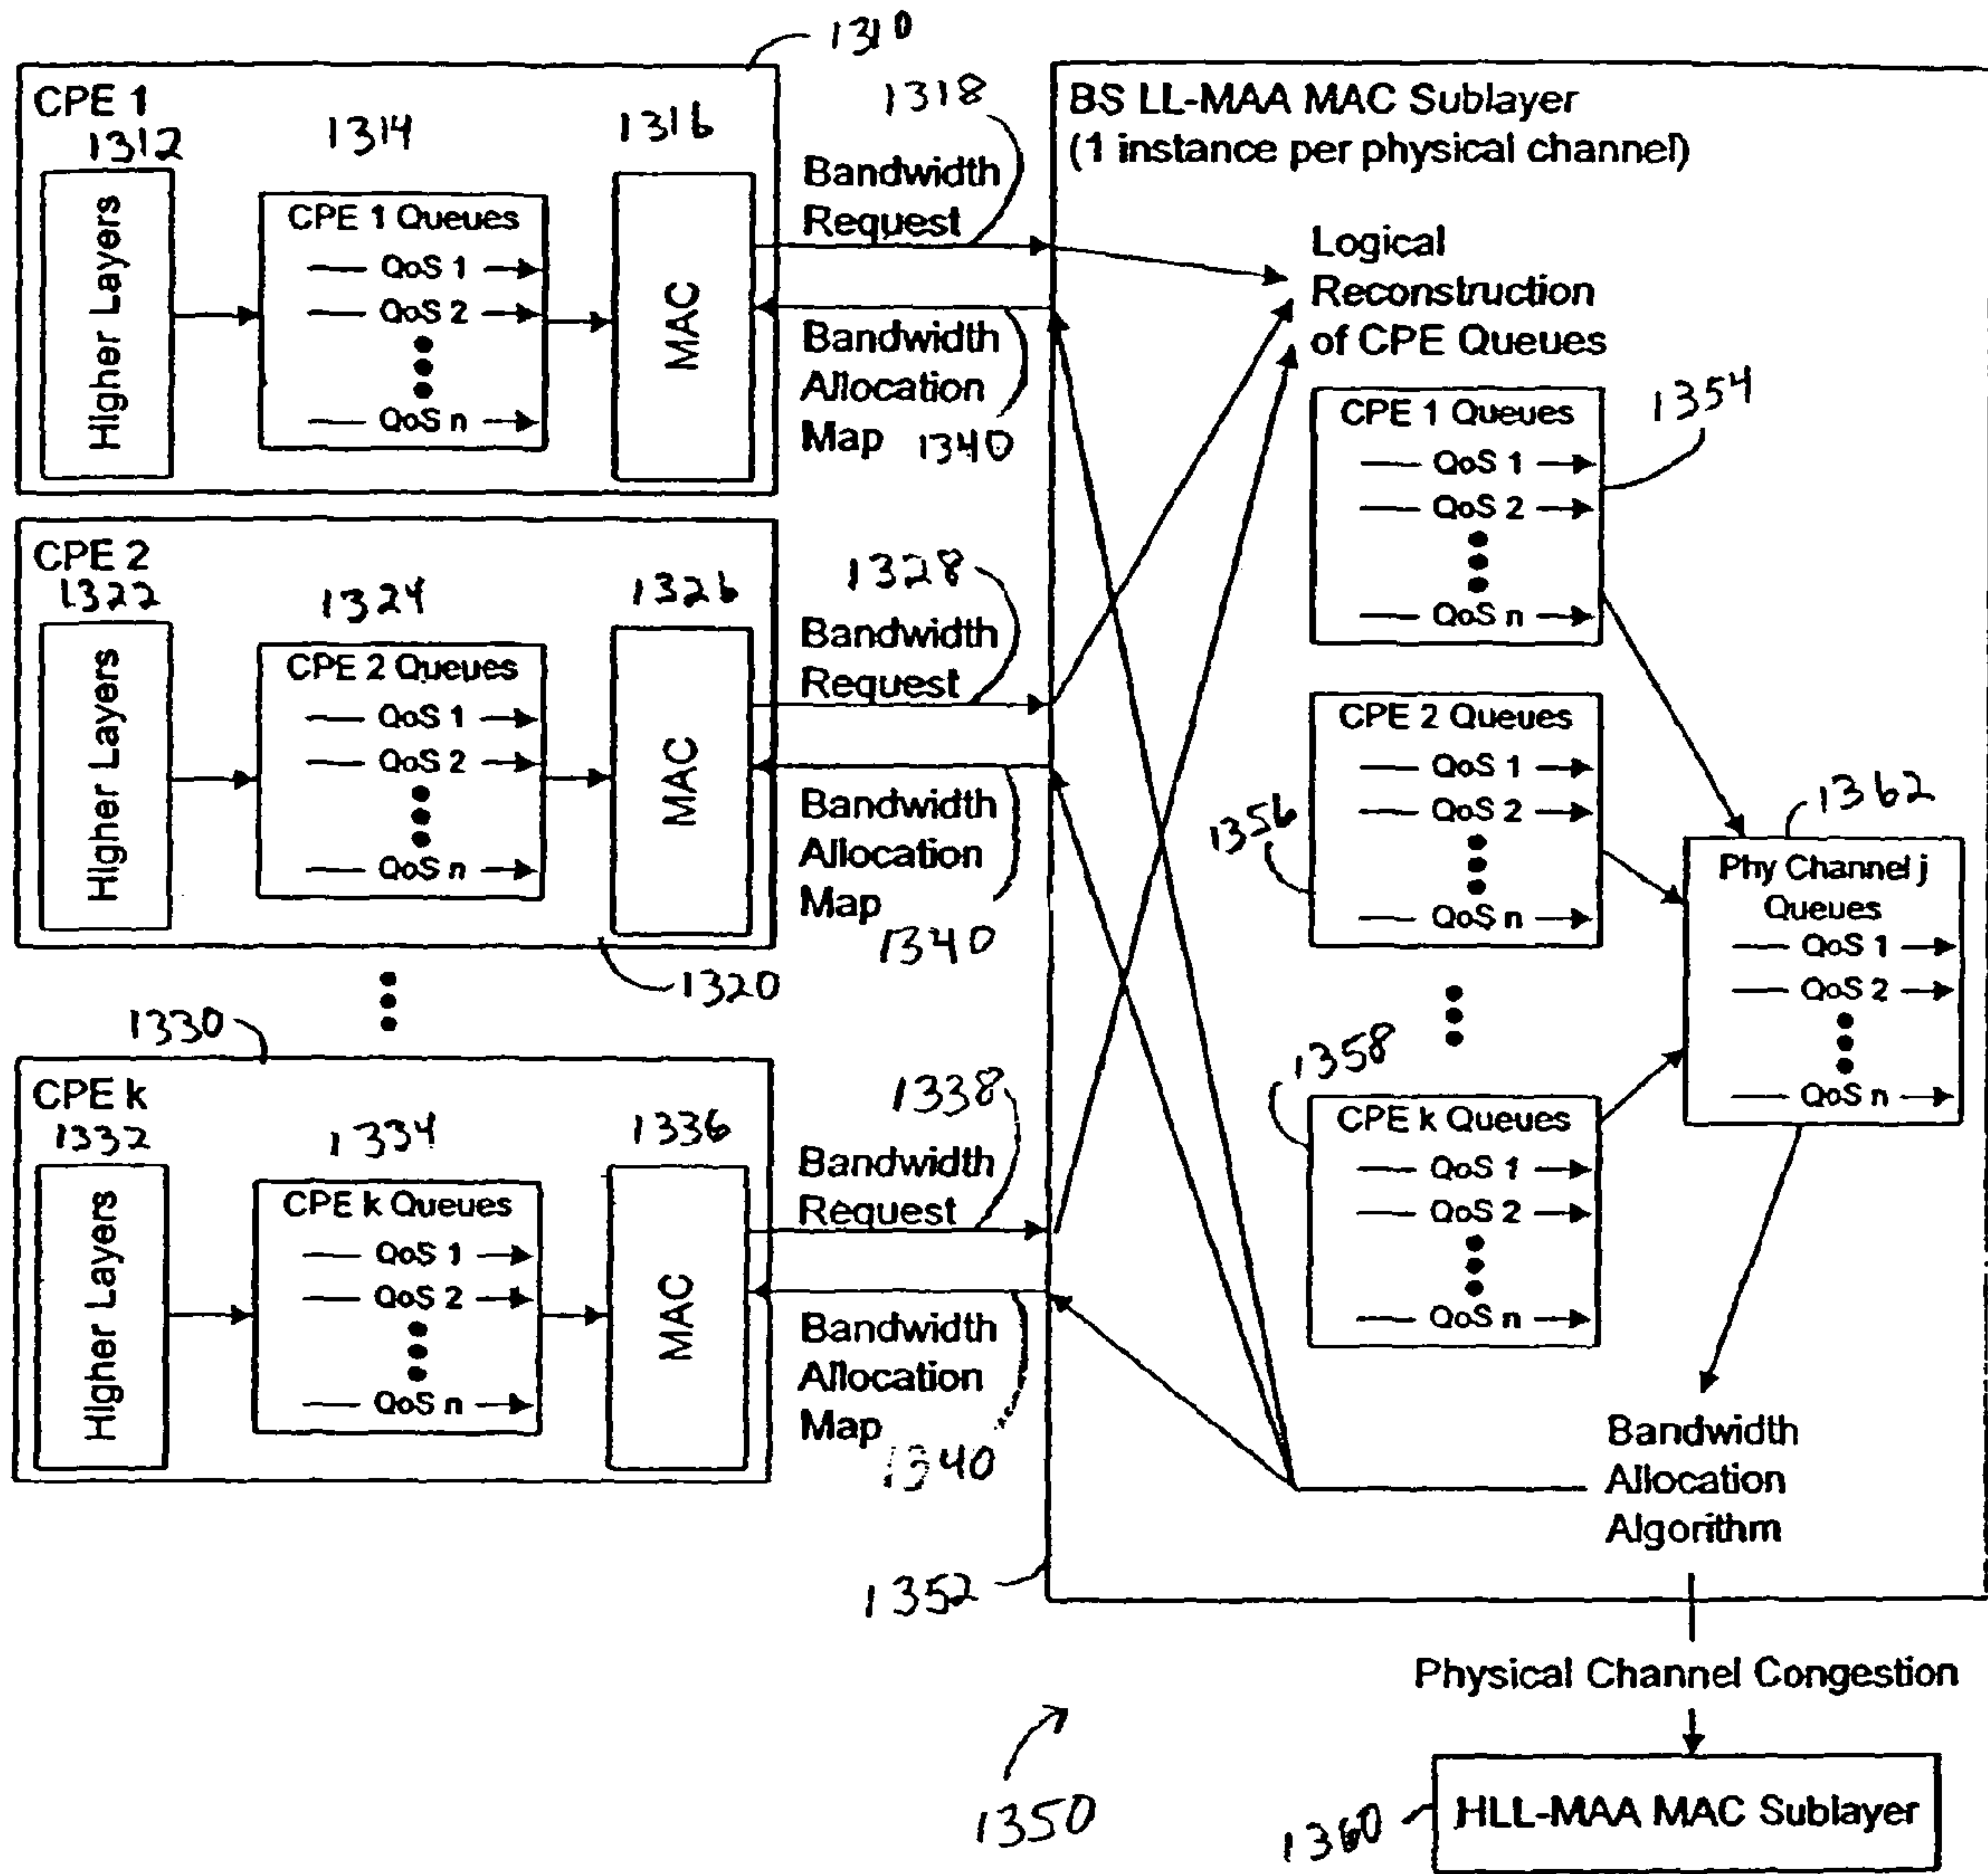 1310
CPE 1
1312
1314
1316
Higher Layers
CPE 1 Queues
QoS 1
QoS 2
QoS n
MAC
1318
Bandwidth
Request
Bandwidth
Allocation
Map 1340
CPE 2
1322
1324
1326
Higher Layers
CPE 2 Queues
QoS 1
QoS 2
QoS n
MAC
1328
Bandwidth
Request
Bandwidth
Allocation
Map
1340
1320
1330
CPE k
1332
1334
1336
Higher Layers
CPE k Queues
QoS 1
QoS 2
QoS n
MAC
1338
Bandwidth
Request
Bandwidth
Allocation
Map
1340
BS LL-MAA MAC Sublayer
(1 instance per physical channel)
Logical
Reconstruction
of CPE Queues
1354
CPE 1 Queues
QoS 1
QoS 2
QoS n
1356
CPE 2 Queues
QoS 1
QoS 2
QoS n
1358
CPE k Queues
QoS 1
QoS 2
QoS n
1362
Phy Channel j
Queues
QoS 1
QoS 2
QoS n
Bandwidth
Allocation
Algorithm
1352
Physical Channel Congestion
1350
1360
HLL-MAA MAC Sublayer